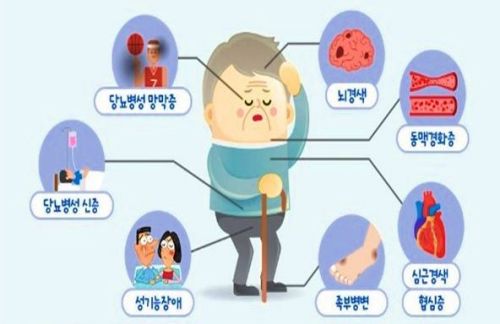 당뇨병성 망막증
뇌경색
동맥경화증
당뇨병성 신증
성기능장애
족부병변
심근경색
협심증